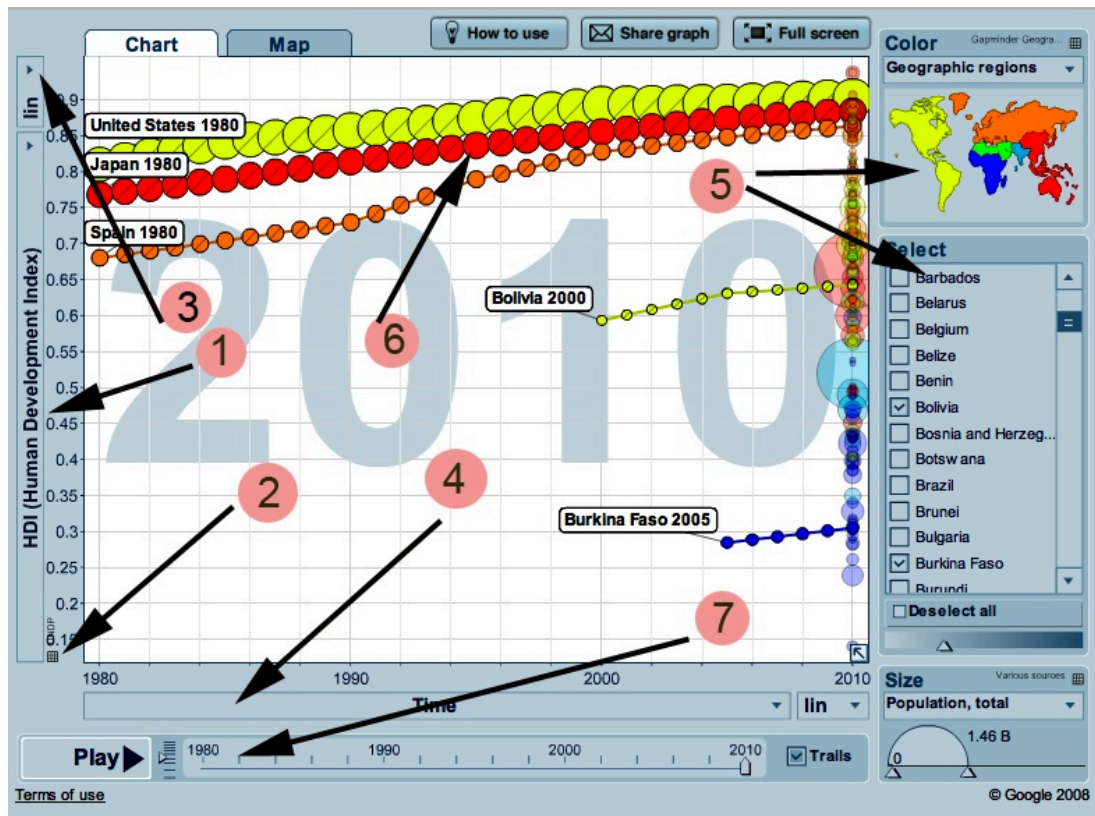 Chart
Map
How to use
Share graph
Full screen
Color
Gapminder Geogra...
Geographic regions
lin
HDI (Human Development Index)
0.9
0.85
0.8
0.75
0.7
0.65
0.6
0.55
0.5
0.45
0.4
0.35
0.3
0.25
0.2
0.15
2010
United States 1980
Japan 1980
Spain 1980
Bolivia 2000
Burkina Faso 2005
3
1
2
4
6
5
7
1980
1990
2000
2010
Time
lin
Select
Barbados
Belarus
Belgium
Belize
Benin
Bolivia
Bosnia and Herzeg...
Botswana
Brazil
Brunei
Bulgaria
Burkina Faso
Burundi
Deselect all
Size
Various sources
Population, total
0
1.46 B
Play
1980
1990
2000
2010
Trails
Terms of use
© Google 2008